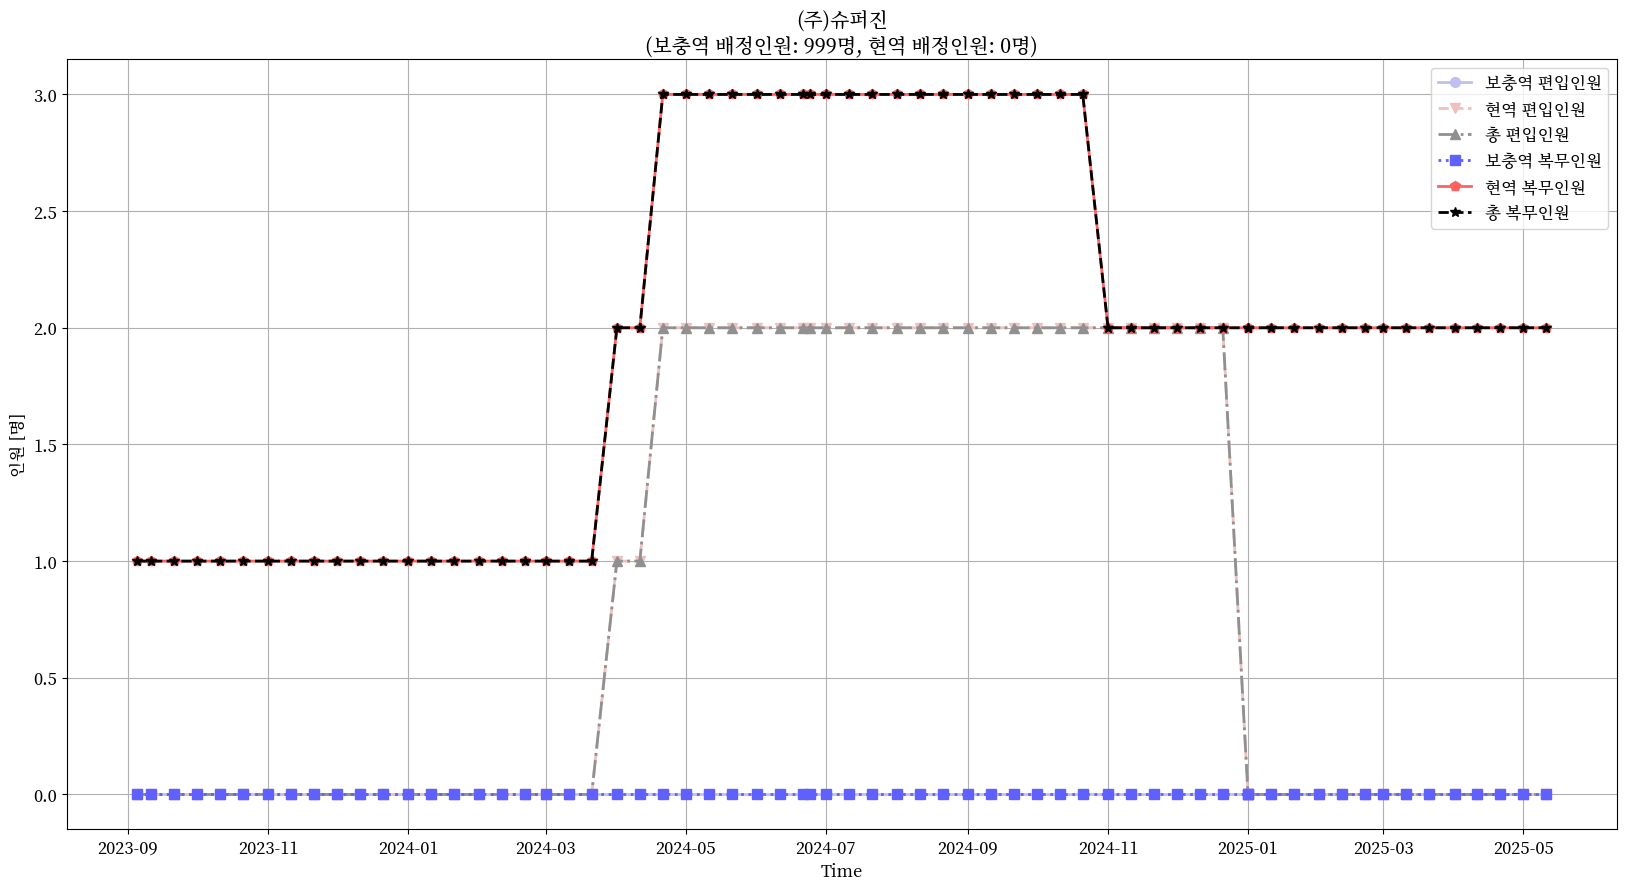 (주)슈퍼진
(보충역 배정인원: 999명, 현역 배정인원: 0명)
보충역 편입인원
현역 편입인원
총 편입인원
보충역 복무인원
현역 복무인원
총 복무인원
인원 [명]
3.0
2.5
2.0
1.5
1.0
0.5
0.0
2023-09
2023-11
2024-01
2024-03
2024-05
2024-07
2024-09
2024-11
2025-01
2025-03
2025-05
Time